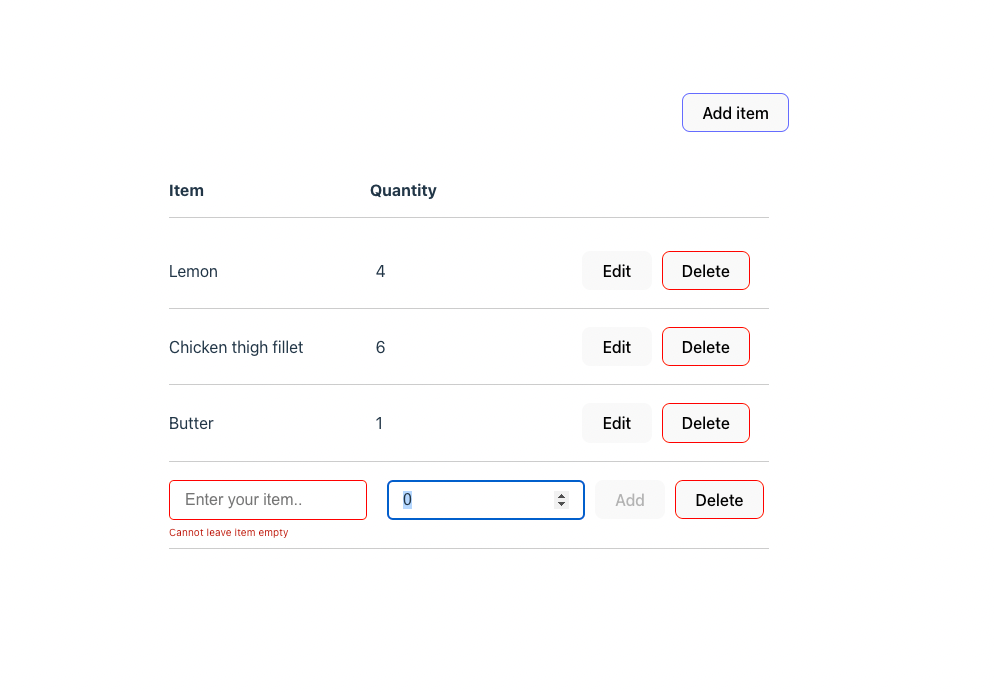 Add item
Item Quantity
Lemon 4 Edit Delete
Chicken thigh fillet 6 Edit Delete
Butter 1 Edit Delete
Enter your item.. 0 Add Delete
Cannot leave item empty